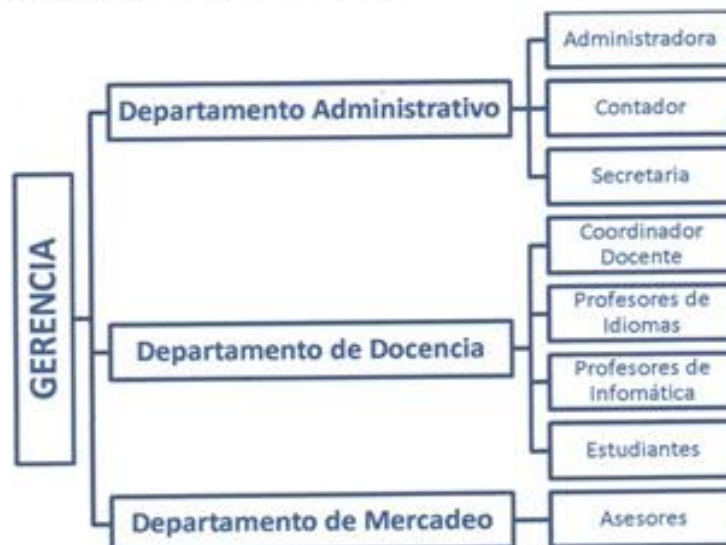 GERENCIA
Departamento Administrativo
Administradora
Contador
Secretaria
Departamento de Docencia
Coordinador
Docente
Profesores de
Idiomas
Profesores de
Infomática
Estudiantes
Departamento de Mercadeo
Asesores